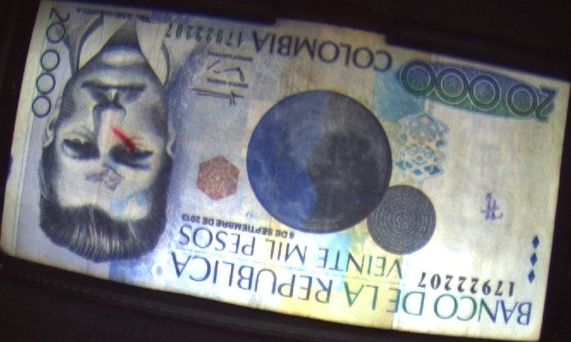 BANCO DE LA REPUBLICA
17922207
VEINTE MIL PESOS
6 DE SEPTIEMBRE DE 2013
20000
COLOMBIA
17922207
20000